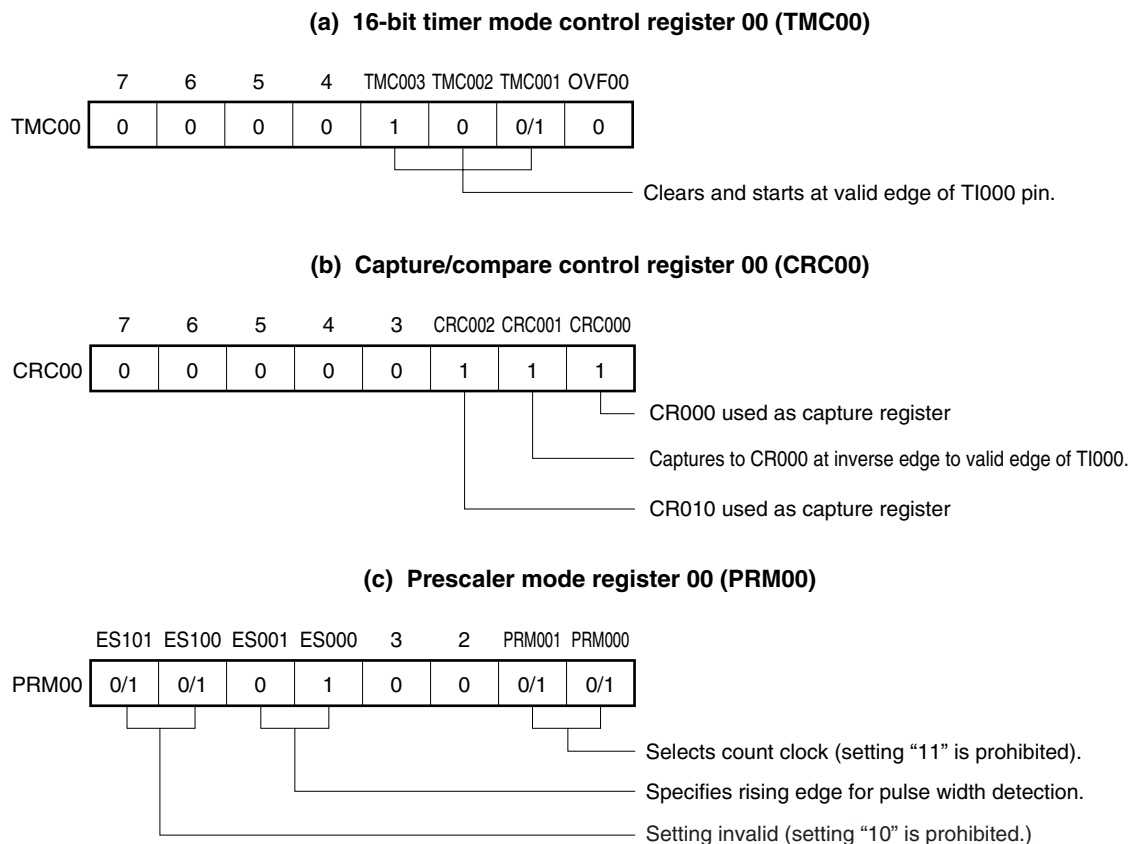 (a) 16-bit timer mode control register 00 (TMC00)
7 6 5 4 TMC003 TMC002 TMC001 OVF00
TMC00 0 0 0 0 1 0 0/1 0
Clears and starts at valid edge of TI000 pin.
(b) Capture/compare control register 00 (CRC00)
7 6 5 4 3 CRC002 CRC001 CRC000
CRC00 0 0 0 0 0 1 1 1
CR000 used as capture register
Captures to CR000 at inverse edge to valid edge of TI000.
CR010 used as capture register
(c) Prescaler mode register 00 (PRM00)
ES101 ES100 ES001 ES000 3 2 PRM001 PRM000
PRM00 0/1 0/1 0 1 0 0 0/1 0/1
Selects count clock (setting “11” is prohibited).
Specifies rising edge for pulse width detection.
Setting invalid (setting “10” is prohibited.)